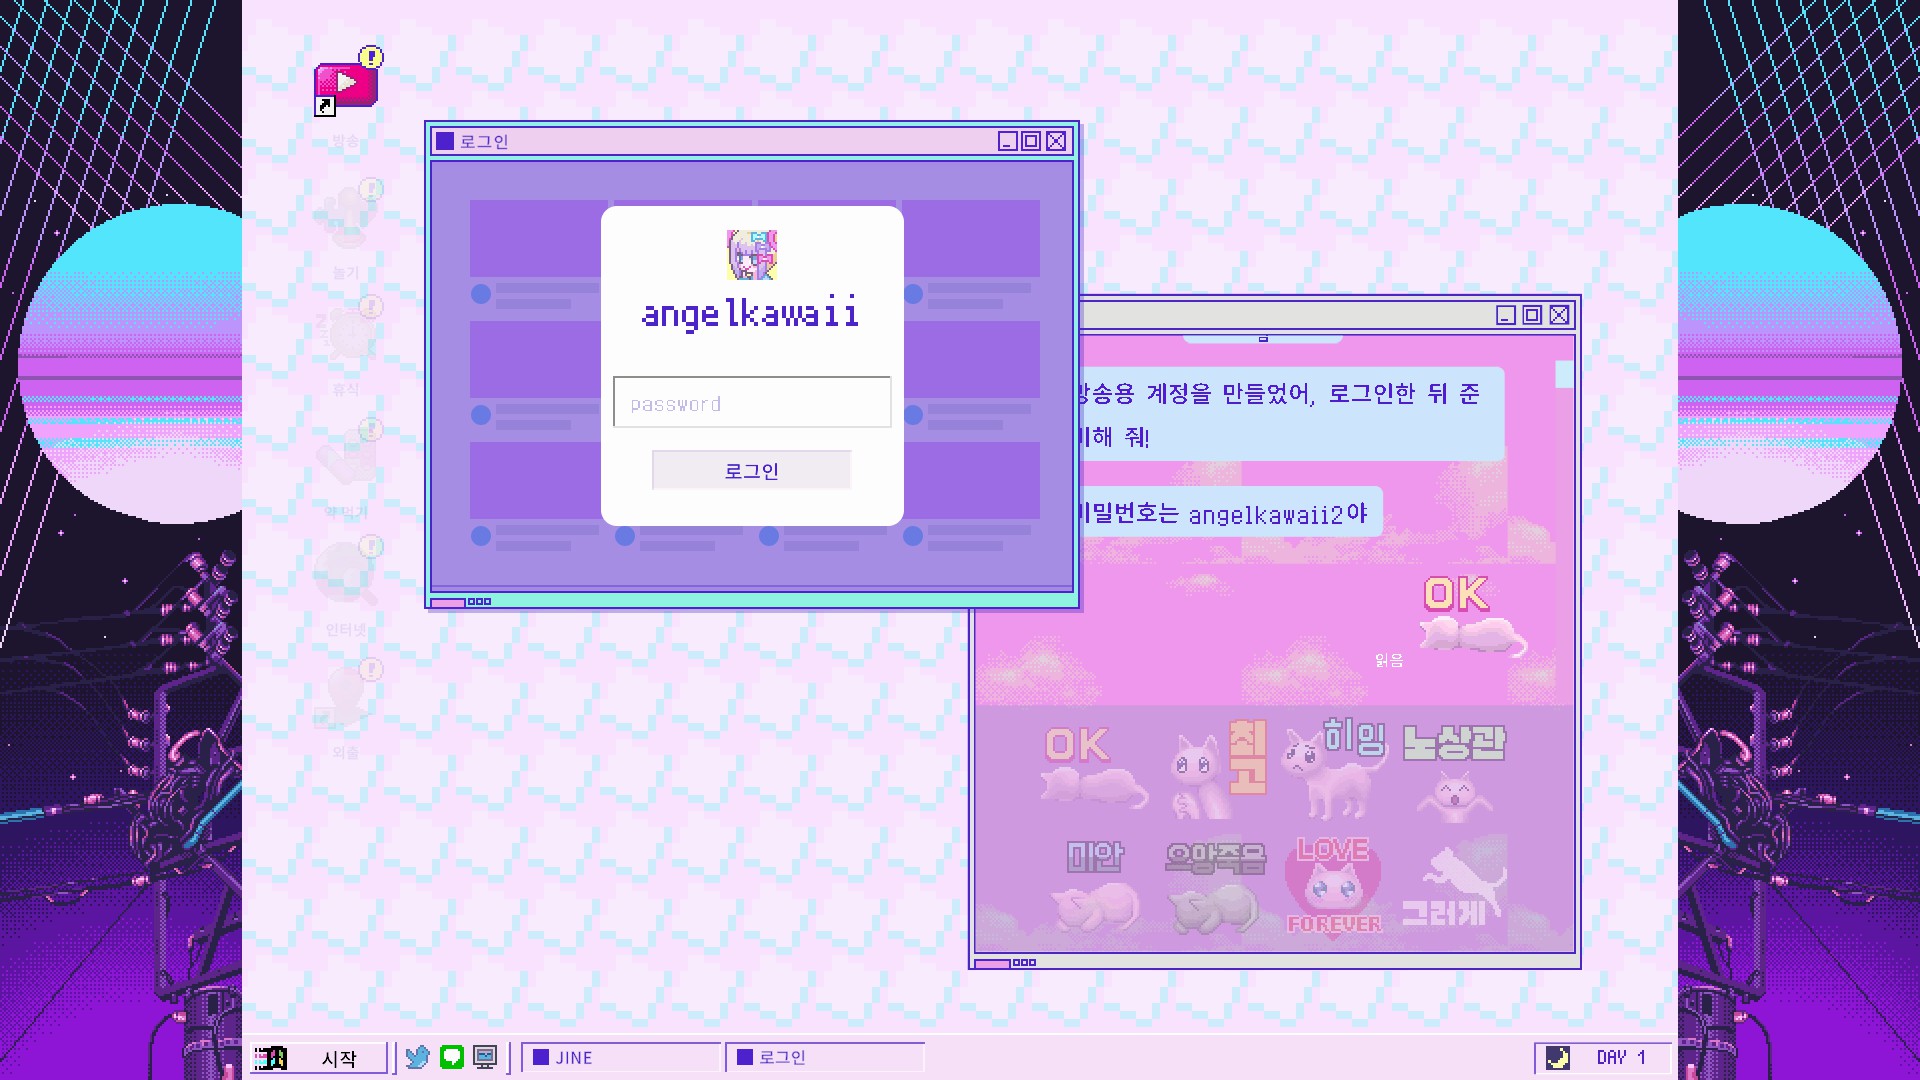 방송
놀기
휴식
약 먹기
인터넷
외출
로그인
angelkawaii
password
로그인
방송용 계정을 만들었어, 로그인한 뒤 준
비해 줘!
비밀번호는 angelkawaii2야
OK
읽음
OK
최고
히잉
노상관
미안
으앙죽음
LOVE
FOREVER
그러게
시작
JINE
로그인
DAY 1